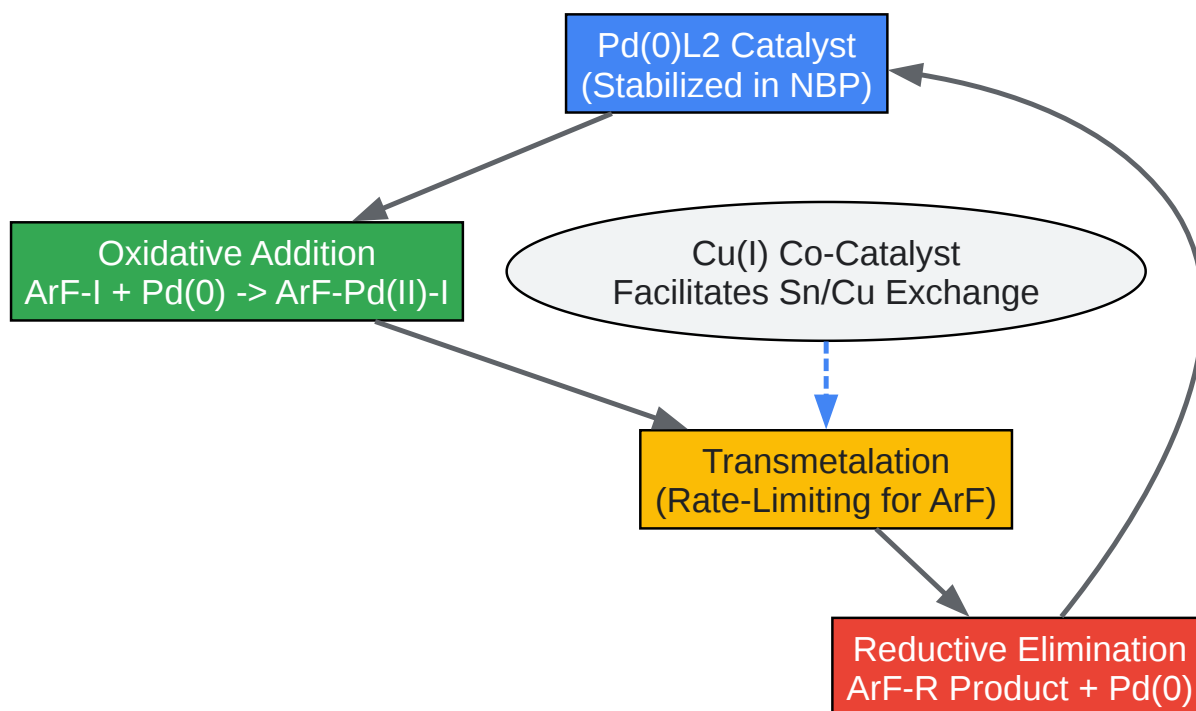 Pd(0)L2 Catalyst
(Stabilized in NBP)
Oxidative Addition
ArF-I + Pd(0) -> ArF-Pd(II)-I
Cu(I) Co-Catalyst
Facilitates Sn/Cu Exchange
Transmetalation
(Rate-Limiting for ArF)
Reductive Elimination
ArF-R Product + Pd(0)